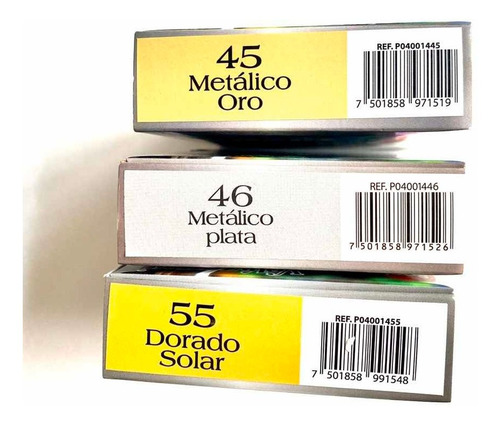 45
Metálico
Oro
REF. P04001445
7 501858 971519
46
Metálico
plata
REF. P04001446
7 501858 971526
55
Dorado
Solar
REF. P04001455
7 501858 991548